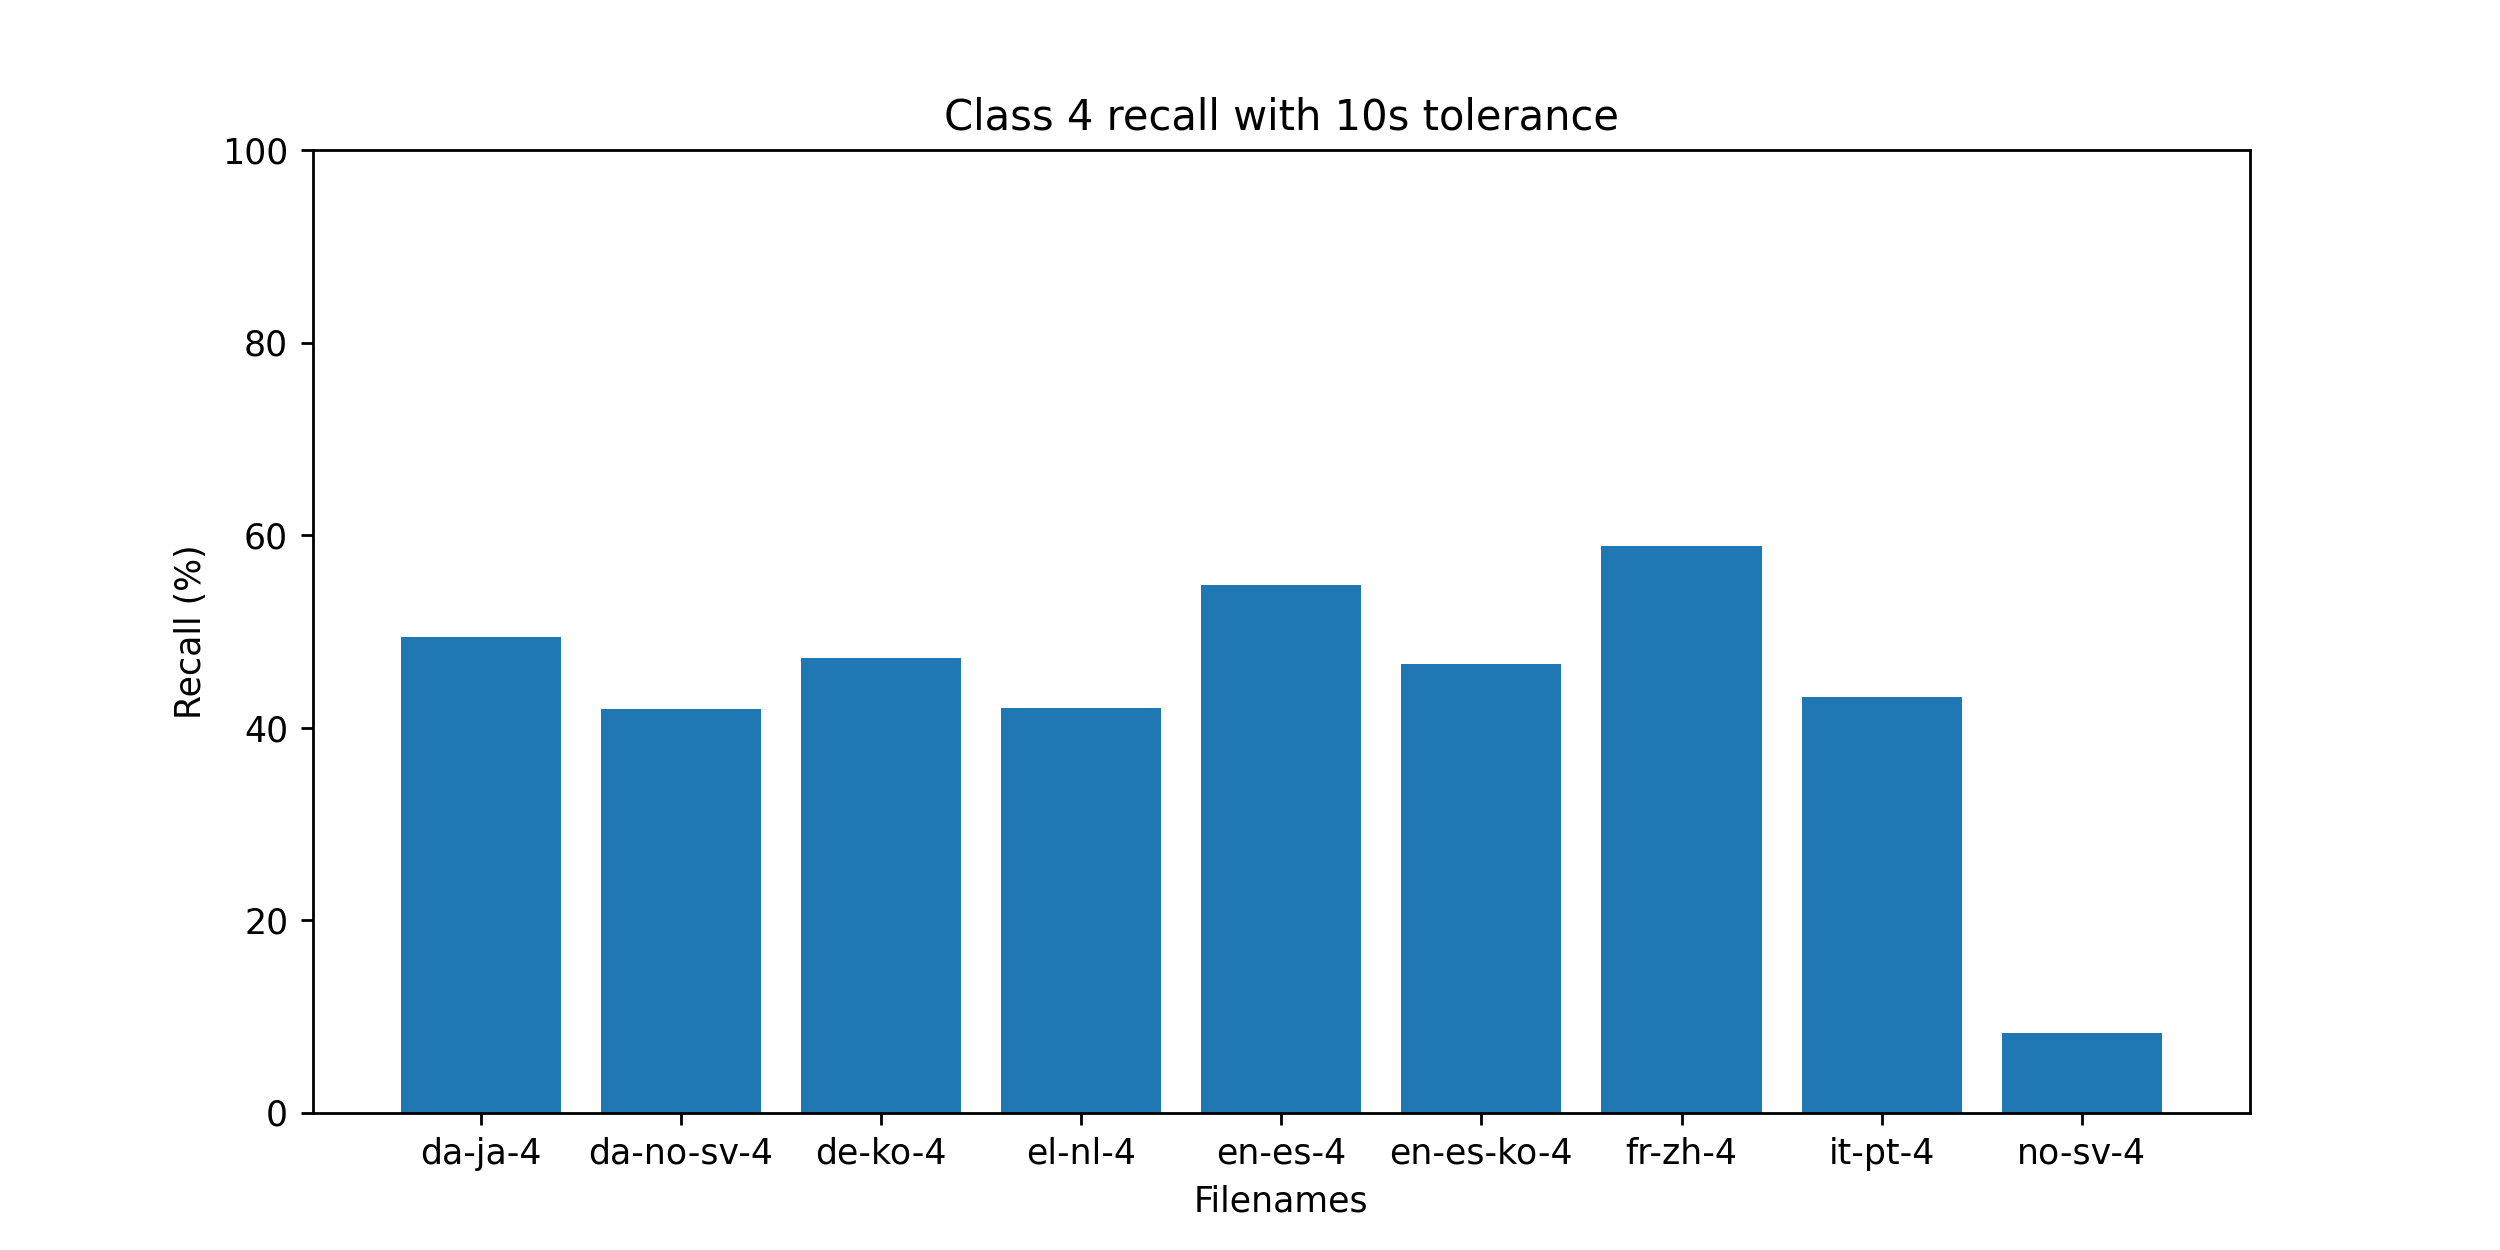 Class 4 recall with 10s tolerance
Recall (%)
100
80
60
40
20
0
da-ja-4 da-no-sv-4 de-ko-4 el-nl-4 en-es-4 en-es-ko-4 fr-zh-4 it-pt-4 no-sv-4
Filenames